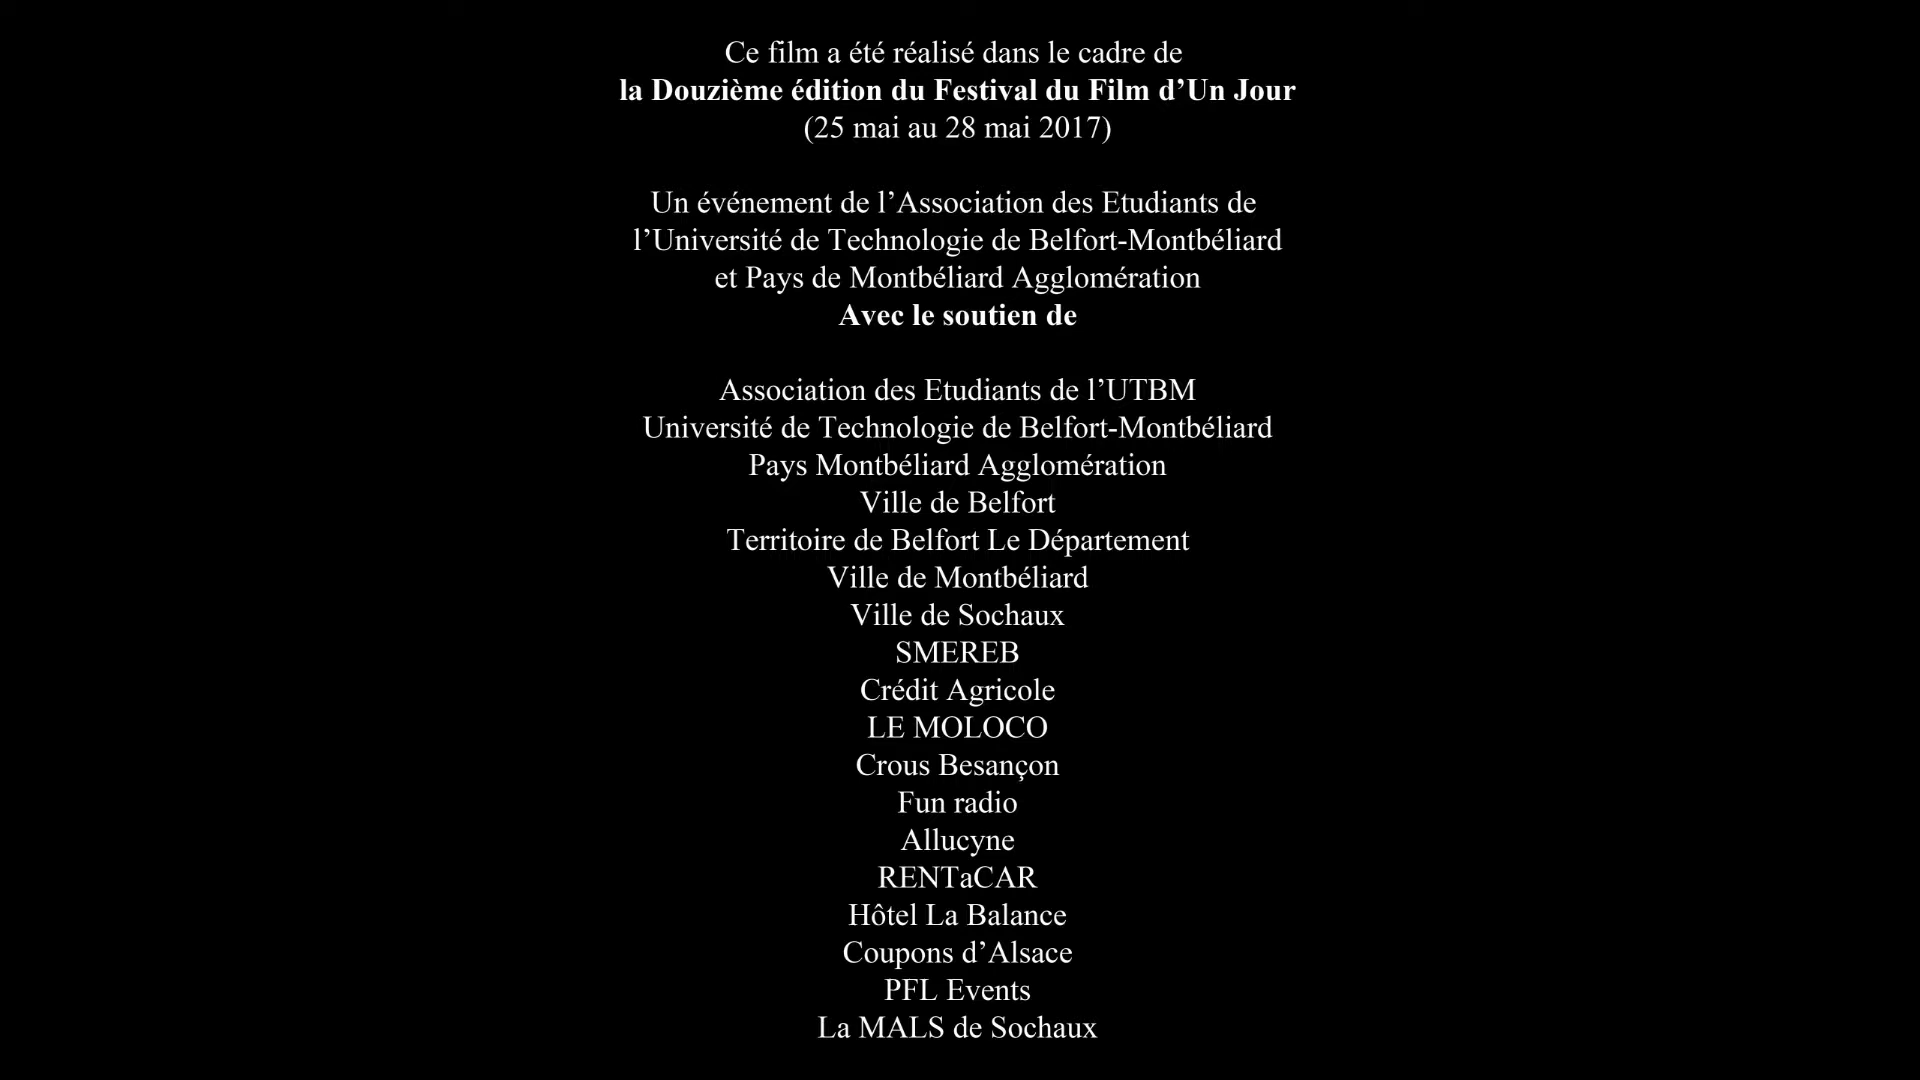 Ce film a été réalisé dans le cadre de
la Douzième édition du Festival du Film d’Un Jour
(25 mai au 28 mai 2017)
Un événement de l’Association des Etudiants de
l’Université de Technologie de Belfort-Montbéliard
et Pays de Montbéliard Agglomération
Avec le soutien de
Association des Etudiants de l’UTBM
Université de Technologie de Belfort-Montbéliard
Pays Montbéliard Agglomération
Ville de Belfort
Territoire de Belfort Le Département
Ville de Montbéliard
Ville de Sochaux
SMEREB
Crédit Agricole
LE MOLOCO
Crous Besançon
Fun radio
Allucyne
RENTaCAR
Hôtel La Balance
Coupons d’Alsace
PFL Events
La MALS de Sochaux